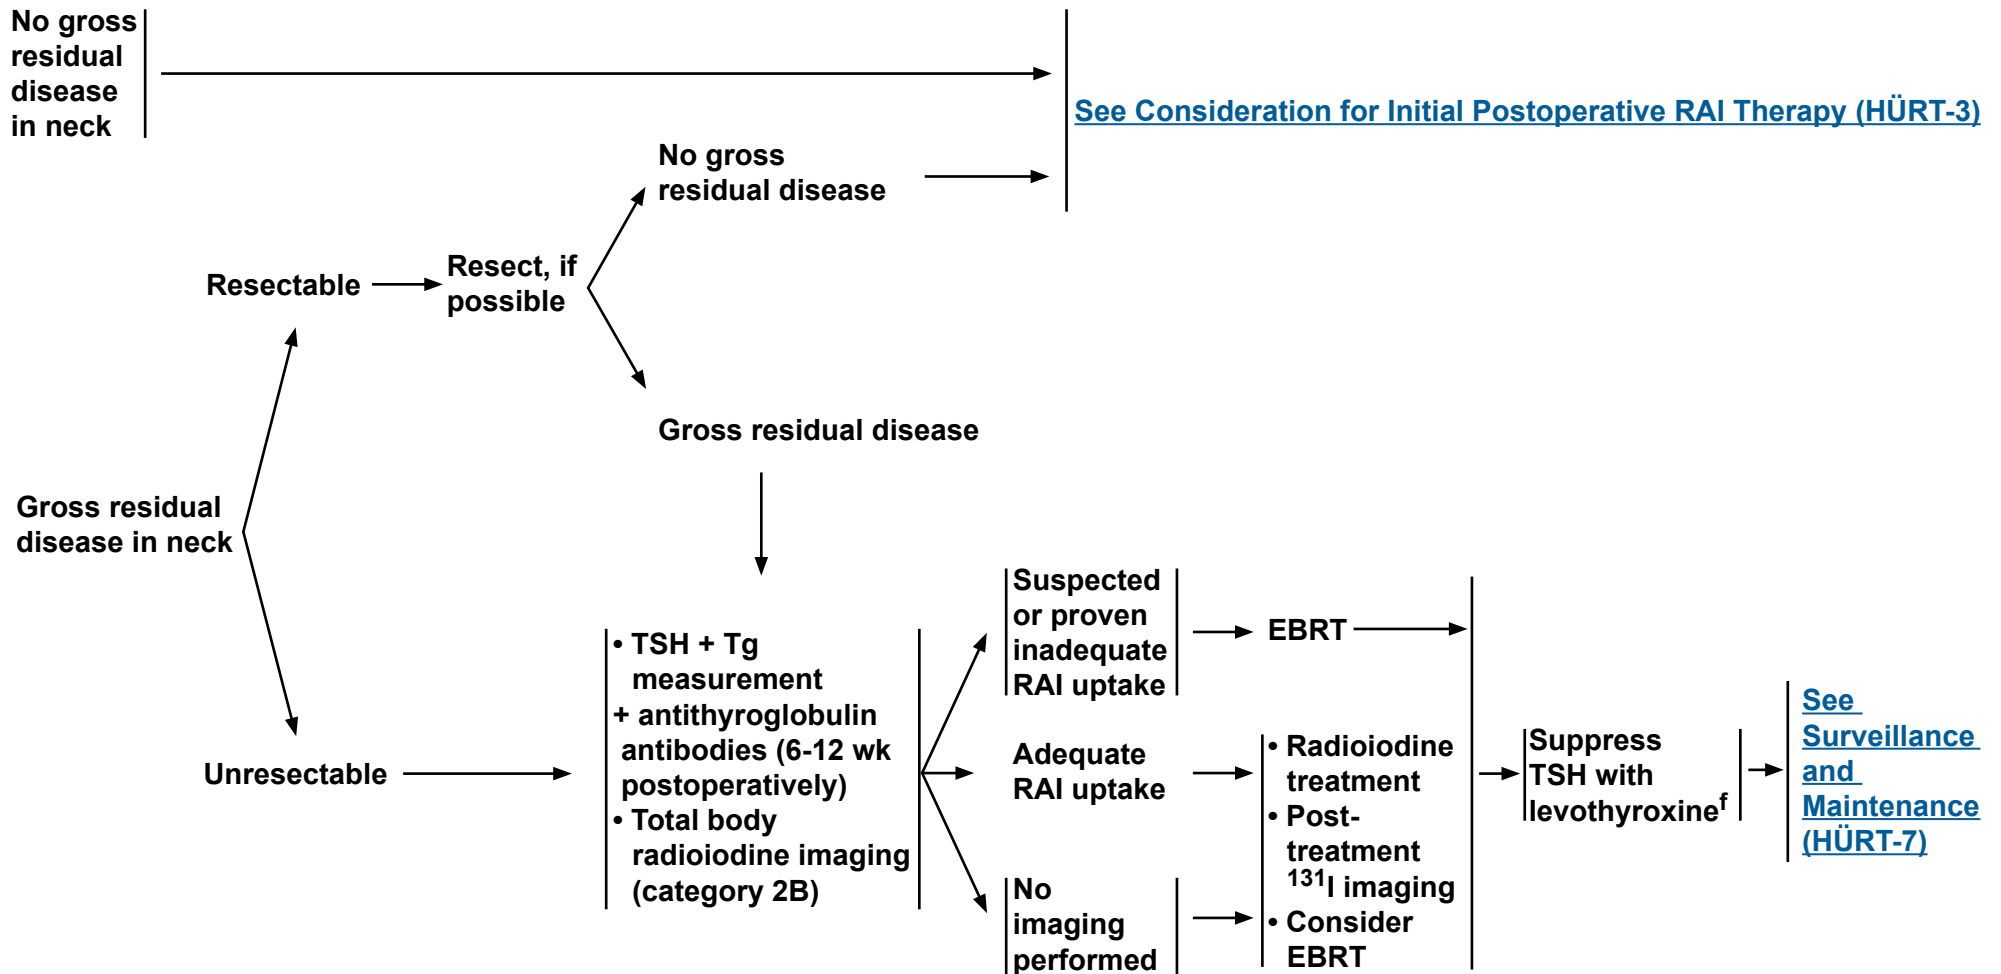 No gross
residual
disease
in neck
See Consideration for Initial Postoperative RAI Therapy (HÜRT-3)
No gross
residual disease
Resectable
Resect, if
possible
Gross residual disease
Gross residual
disease in neck
Unresectable
• TSH + Tg
measurement
+ antithyroglobulin
antibodies (6-12 wk
postoperatively)
• Total body
radioiodine imaging
(category 2B)
Suspected
or proven
inadequate
RAI uptake
EBRT
Adequate
RAI uptake
No
imaging
performed
• Radioiodine
treatment
• Post-
treatment
131I imaging
• Consider
EBRT
Suppress
TSH with
levothyroxinef
See
Surveillance
and
Maintenance
(HÜRT-7)